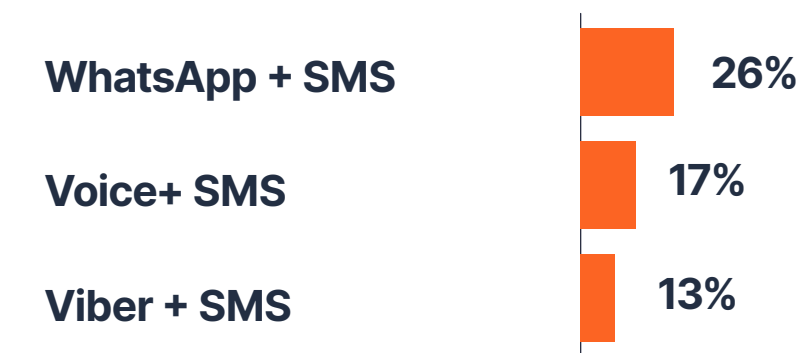 WhatsApp + SMS 26%
Voice+ SMS 17%
Viber + SMS 13%